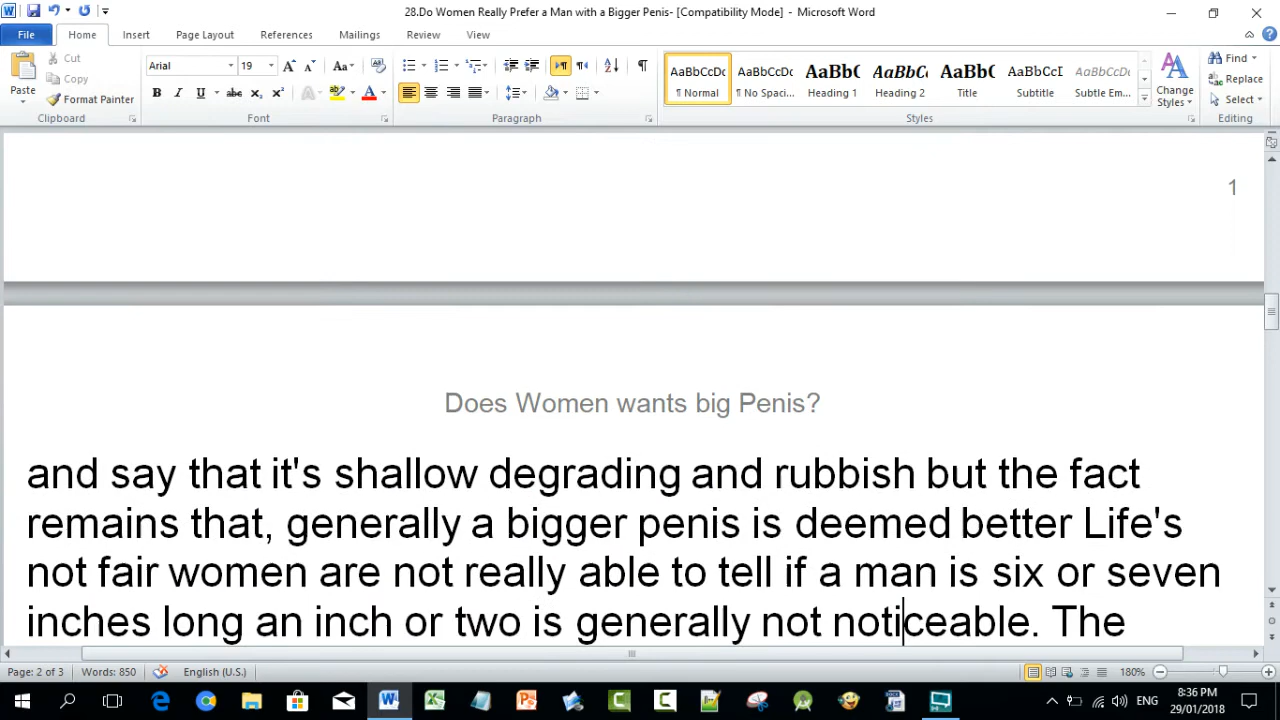 28.Do Women Really Prefer a Man with a Bigger Penis- [Compatibility Mode] - Microsoft Word
File Home Insert Page Layout References Mailings Review View
Paste Cut Copy Format Painter
Arial 19
AaBbCcDc AaBbCcDc AaBbC AaBbCc AaBbC AaBbCcI AaBbCcDc
¶ Normal ¶ No Spaci... Heading 1 Heading 2 Title Subtitle Subtle Em...
Change Styles
Find Replace Select
Clipboard Font Paragraph Styles Editing
1
Does Women wants big Penis?
and say that it's shallow degrading and rubbish but the fact
remains that, generally a bigger penis is deemed better Life's
not fair women are not really able to tell if a man is six or seven
inches long an inch or two is generally not noticeable. The
Page: 2 of 3 Words: 850 English (U.S.) 180%
ENG 8:36 PM
29/01/2018